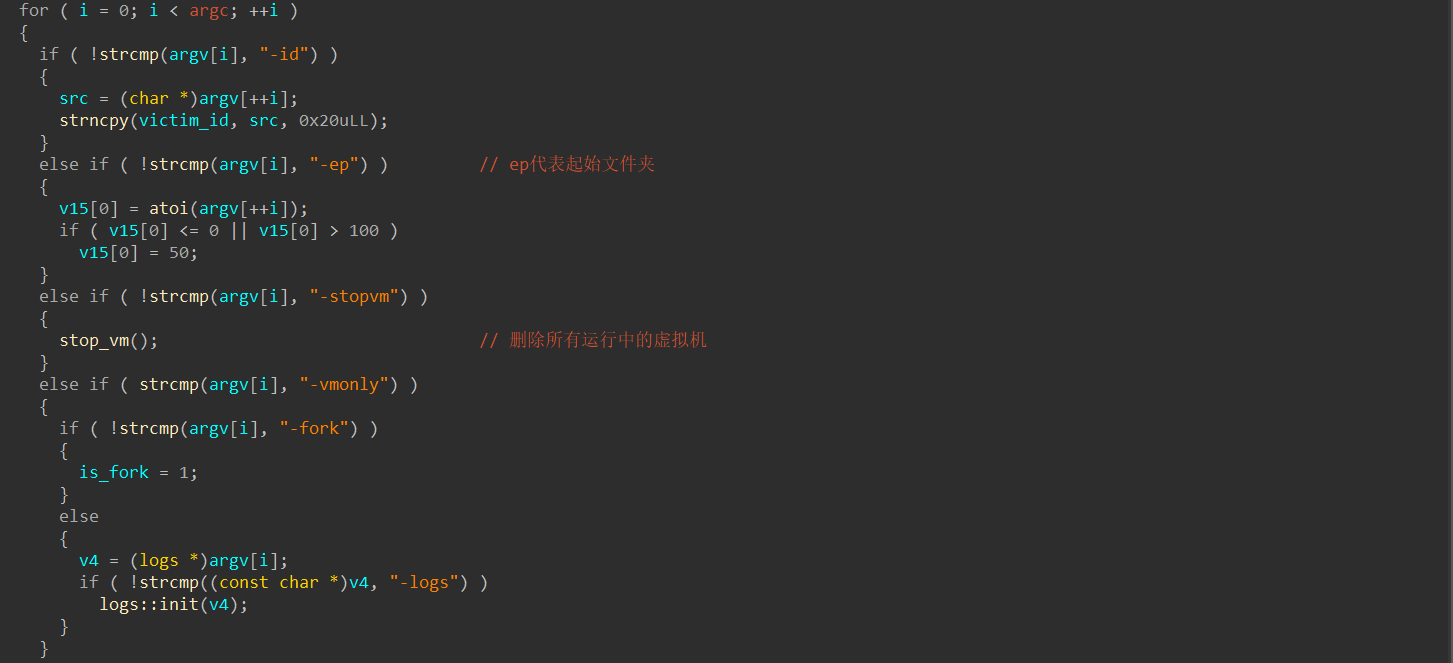 for ( i = 0; i < argc; ++i )
{
if ( !strcmp(argv[i], "-id") )
{
src = (char *)argv[++i];
strncpy(victim_id, src, 0x20uLL);
}
else if ( !strcmp(argv[i], "-ep") ) // ep代表起始文件夹
{
v15[0] = atoi(argv[++i]);
if ( v15[0] <= 0 || v15[0] > 100 )
v15[0] = 50;
}
else if ( !strcmp(argv[i], "-stopvm") )
{
stop_vm(); // 删除所有运行中的虚拟机
}
else if ( strcmp(argv[i], "-vmonly") )
{
if ( !strcmp(argv[i], "-fork") )
{
is_fork = 1;
}
else
{
v4 = (logs *)argv[i];
if ( !strcmp((const char *)v4, "-logs") )
logs::init(v4);
}
}